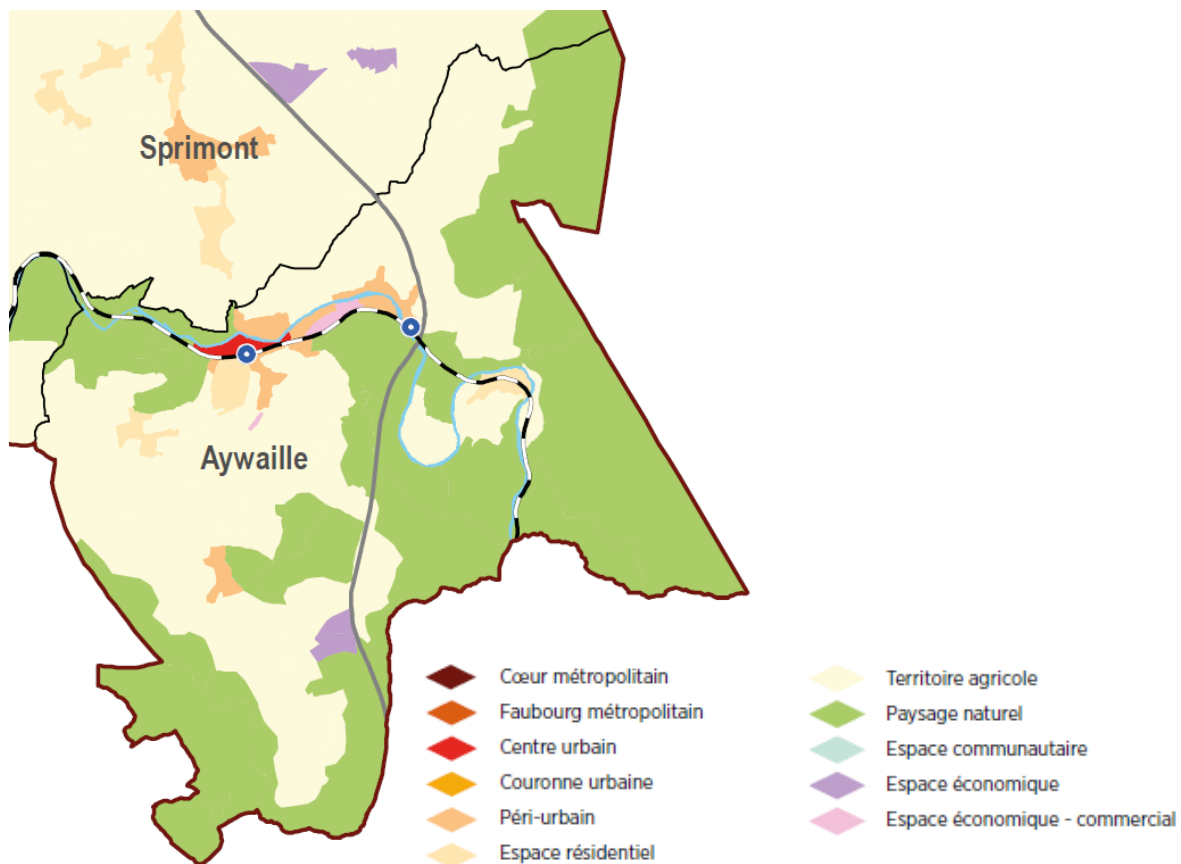 Sprimont
Aywaille
Cœur métropolitain
Faubourg métropolitain
Centre urbain
Couronne urbaine
Péri-urbain
Espace résidentiel
Territoire agricole
Paysage naturel
Espace communautaire
Espace économique
Espace économique - commercial